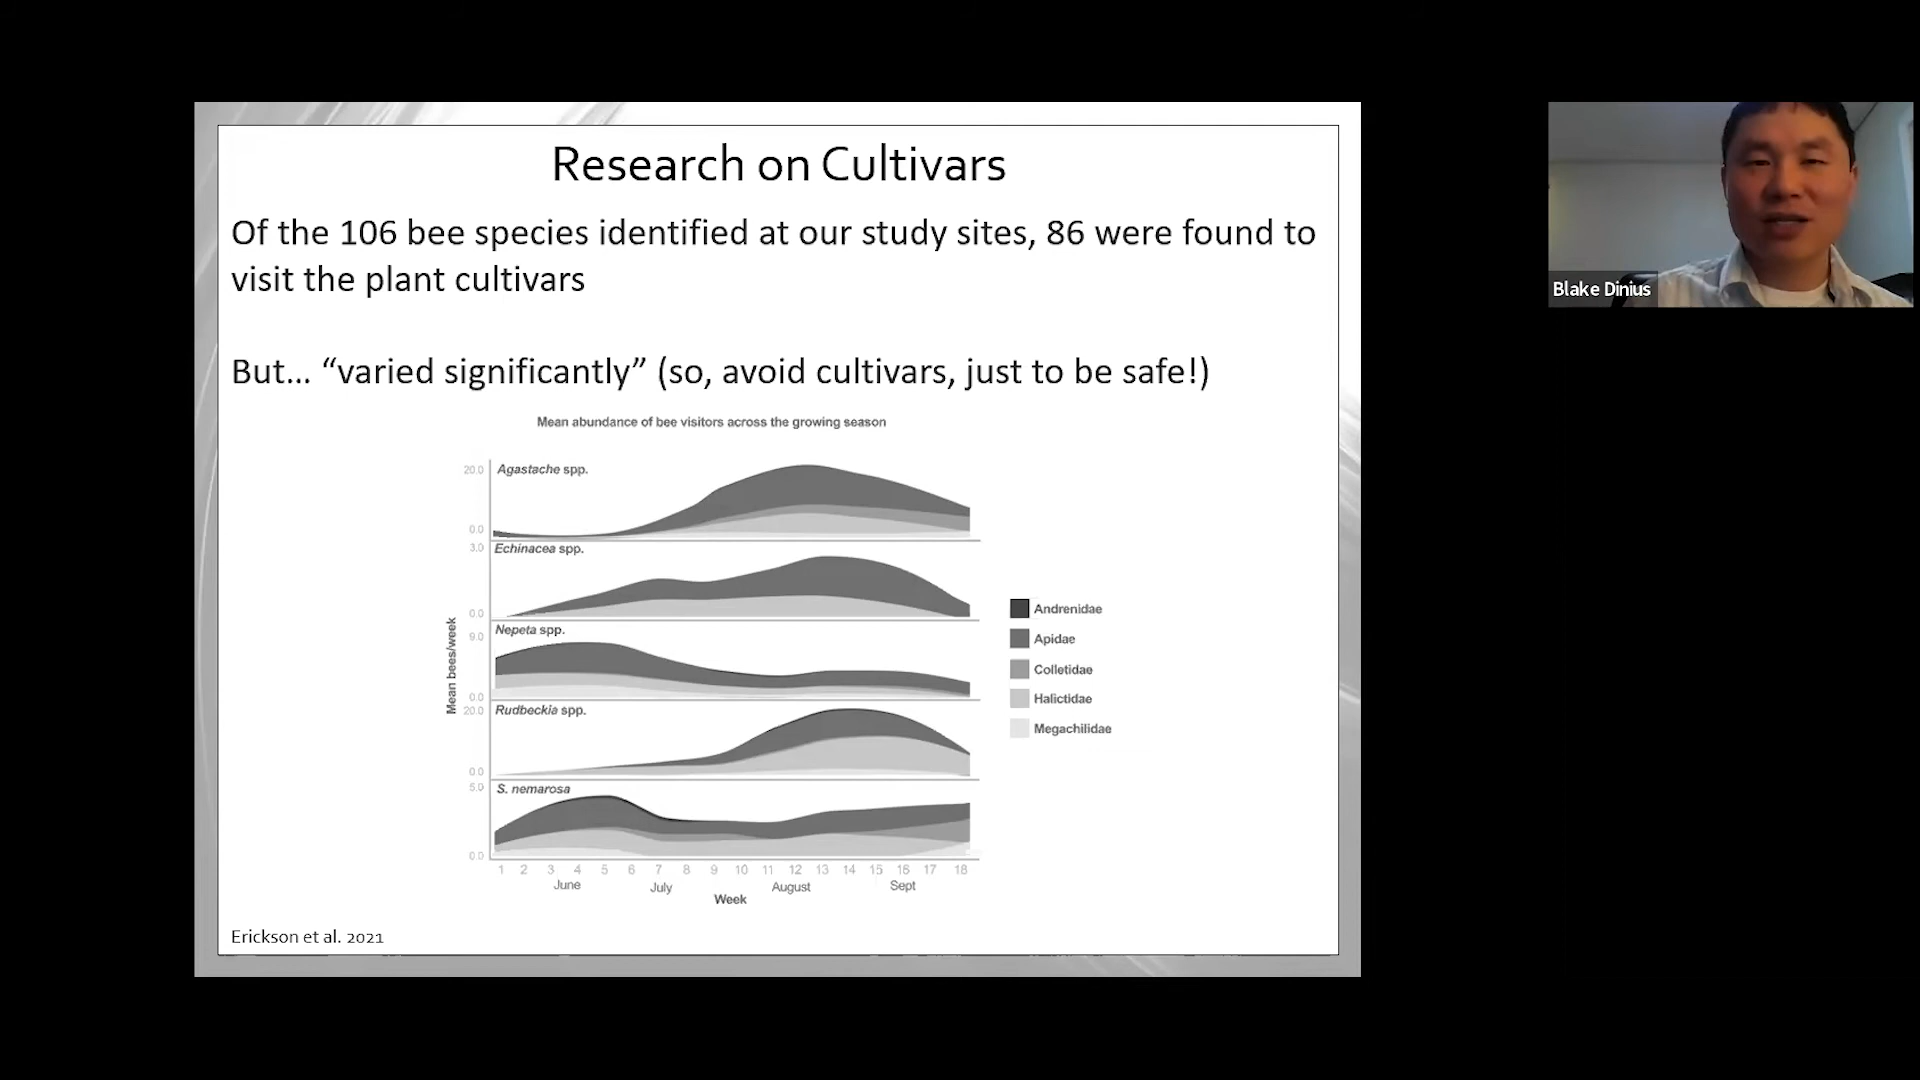 Research on Cultivars
Of the 106 bee species identified at our study sites, 86 were found to
visit the plant cultivars
But... “varied significantly” (so, avoid cultivars, just to be safe!)
Mean abundance of bee visitors across the growing season
20.0
Agastache spp.
0.0
3.0
Echinacea spp.
0.0
9.0
Nepeta spp.
0.0
20.0
Rudbeckia spp.
0.0
5.0
S. nemarosa
0.0
Mean bees/week
1 2 3 4 5 6 7 8 9 10 11 12 13 14 15 16 17 18
June July August Sept
Week
Andrenidae
Apidae
Colletidae
Halictidae
Megachilidae
Erickson et al. 2021
Blake Dinius